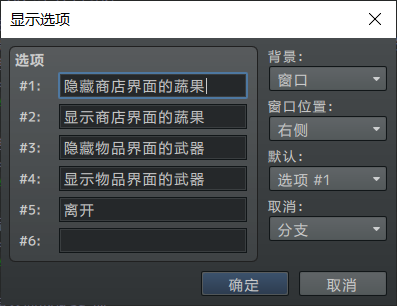 显示选项
选项
#1: 隐藏商店界面的蔬果
#2: 显示商店界面的蔬果
#3: 隐藏物品界面的武器
#4: 显示物品界面的武器
#5: 离开
#6:
背景:
窗口
窗口位置:
右侧
默认:
选项 #1
取消:
分支
确定
取消